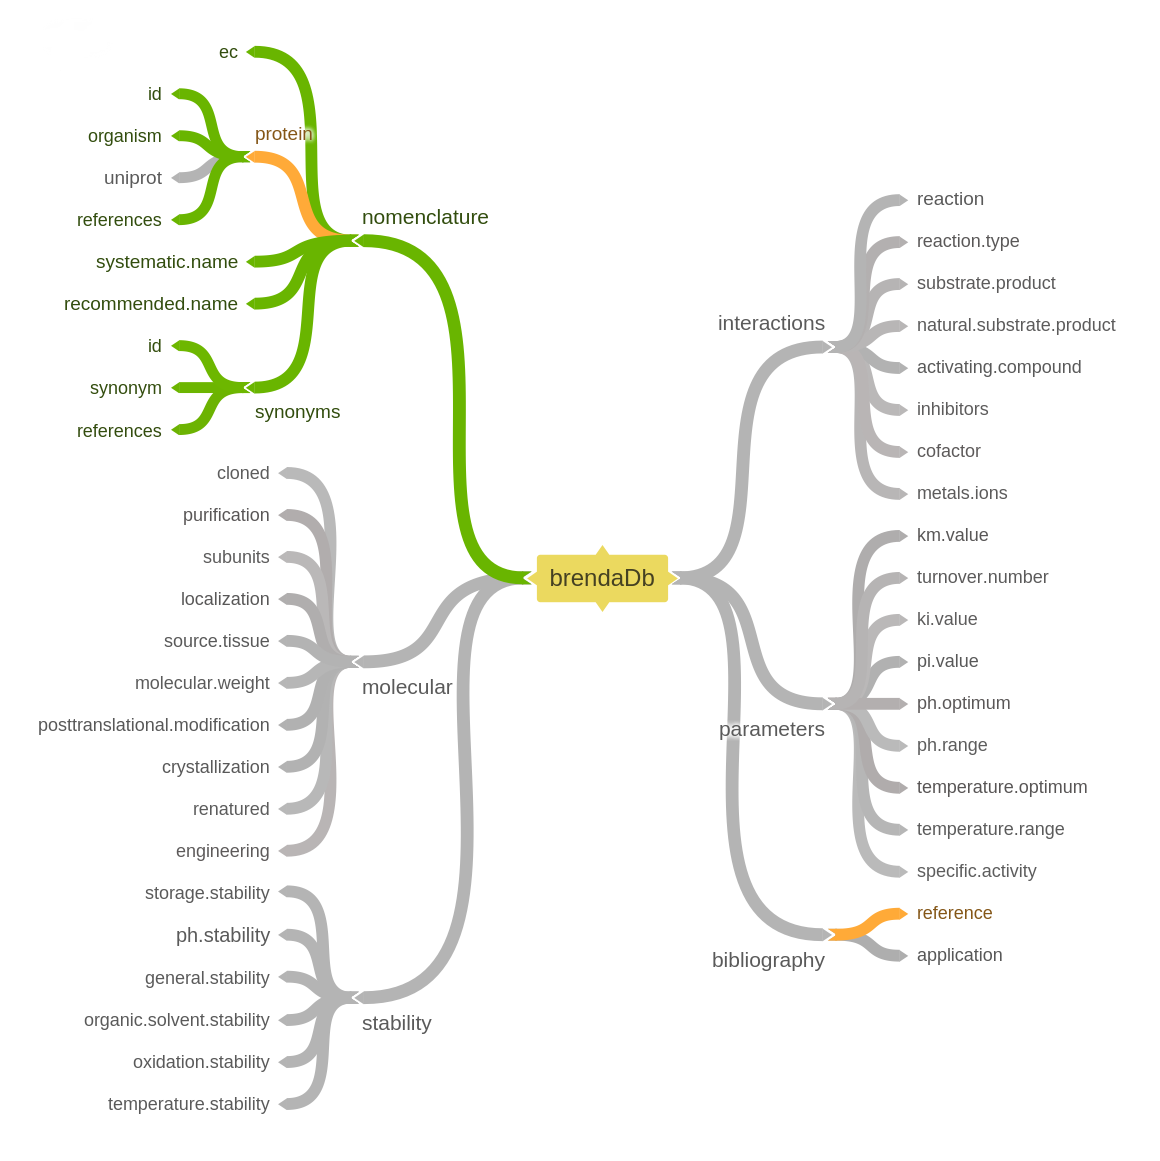 ec
id
organism
uniprot
references
protein
nomenclature
systematic.name
recommended.name
id
synonym
references
synonyms
cloned
purification
subunits
localization
source.tissue
molecular.weight
posttranslational.modification
crystallization
renatured
engineering
molecular
storage.stability
ph.stability
general.stability
organic.solvent.stability
oxidation.stability
temperature.stability
stability
brendaDb
interactions
reaction
reaction.type
substrate.product
natural.substrate.product
activating.compound
inhibitors
cofactor
metals.ions
parameters
km.value
turnover.number
ki.value
pi.value
ph.optimum
ph.range
temperature.optimum
temperature.range
specific.activity
bibliography
reference
application